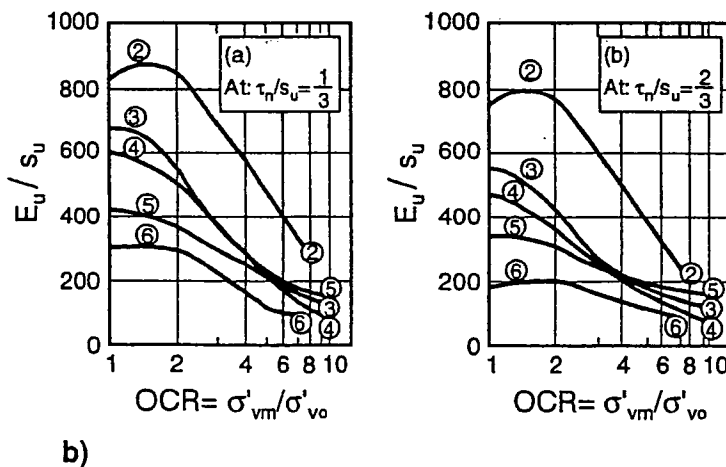 1000
800
600
400
200
0
E_u / s_u
(a)
At: τ_n/s_u = 1/3
②
③
④
⑤
⑥
②
⑤
③
④
⑥
1 2 4 6 8 10
OCR= σ'_vm/σ'_vo
1000
800
600
400
200
0
E_u / s_u
(b)
At: τ_n/s_u = 2/3
②
③
④
⑤
⑥
②
⑤
③
④
⑥
1 2 4 6 8 10
OCR= σ'_vm/σ'_vo
b)